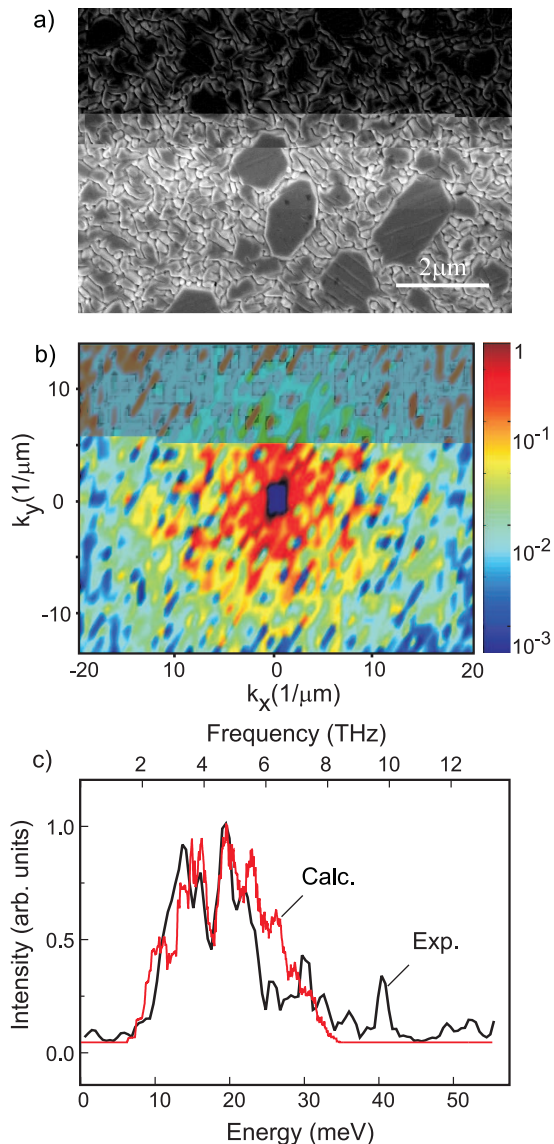 a)
2μm
b)
10
0
-10
k_y(1/μm)
-20
10
0
10
20
k_x(1/μm)
1
10^-1
10^-2
10^-3
Frequency (THz)
c)
2
4
6
8
10
12
1.0
0.5
0.0
Intensity (arb. units)
Calc.
Exp.
0
10
20
30
40
50
Energy (meV)